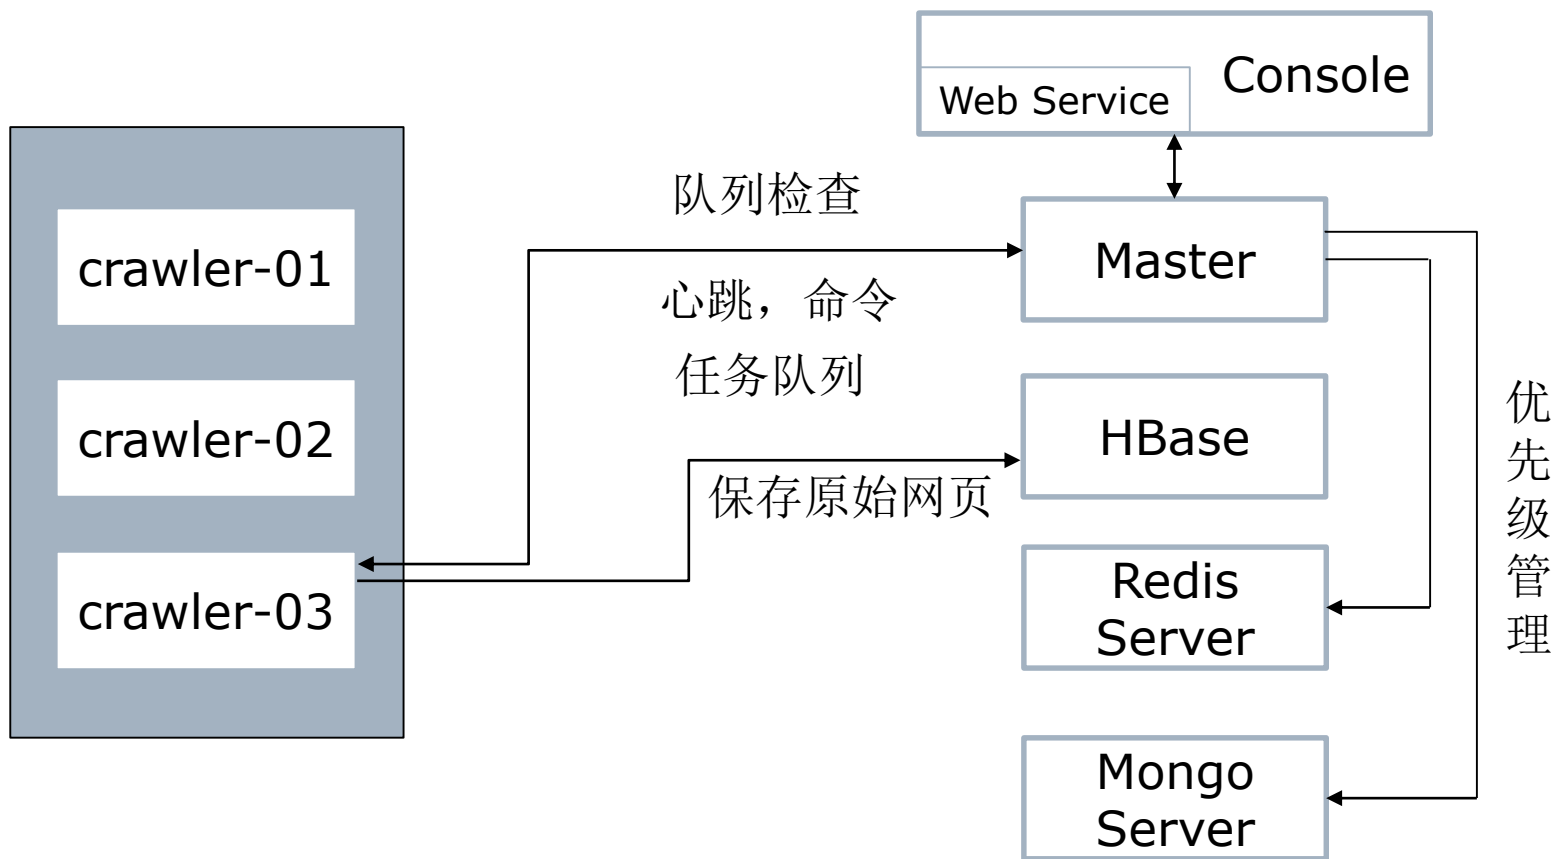 Console
Web Service
crawler-01
crawler-02
crawler-03
队列检查
心跳，命令
任务队列
保存原始网页
Master
HBase
Redis
Server
Mongo
Server
优
先
级
管
理